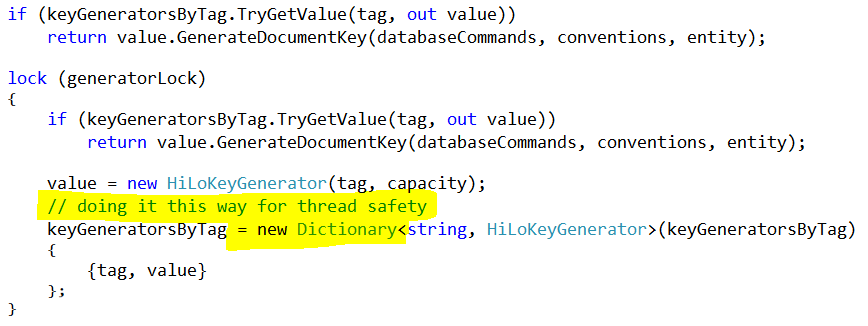 if (keyGeneratorsByTag.TryGetValue(tag, out value))
    return value.GenerateDocumentKey(databaseCommands, conventions, entity);

lock (generatorLock)
{
    if (keyGeneratorsByTag.TryGetValue(tag, out value))
        return value.GenerateDocumentKey(databaseCommands, conventions, entity);

    value = new HiLoKeyGenerator(tag, capacity);
    // doing it this way for thread safety
    keyGeneratorsByTag = new Dictionary<string, HiLoKeyGenerator>(keyGeneratorsByTag)
    {
        {tag, value}
    };
}